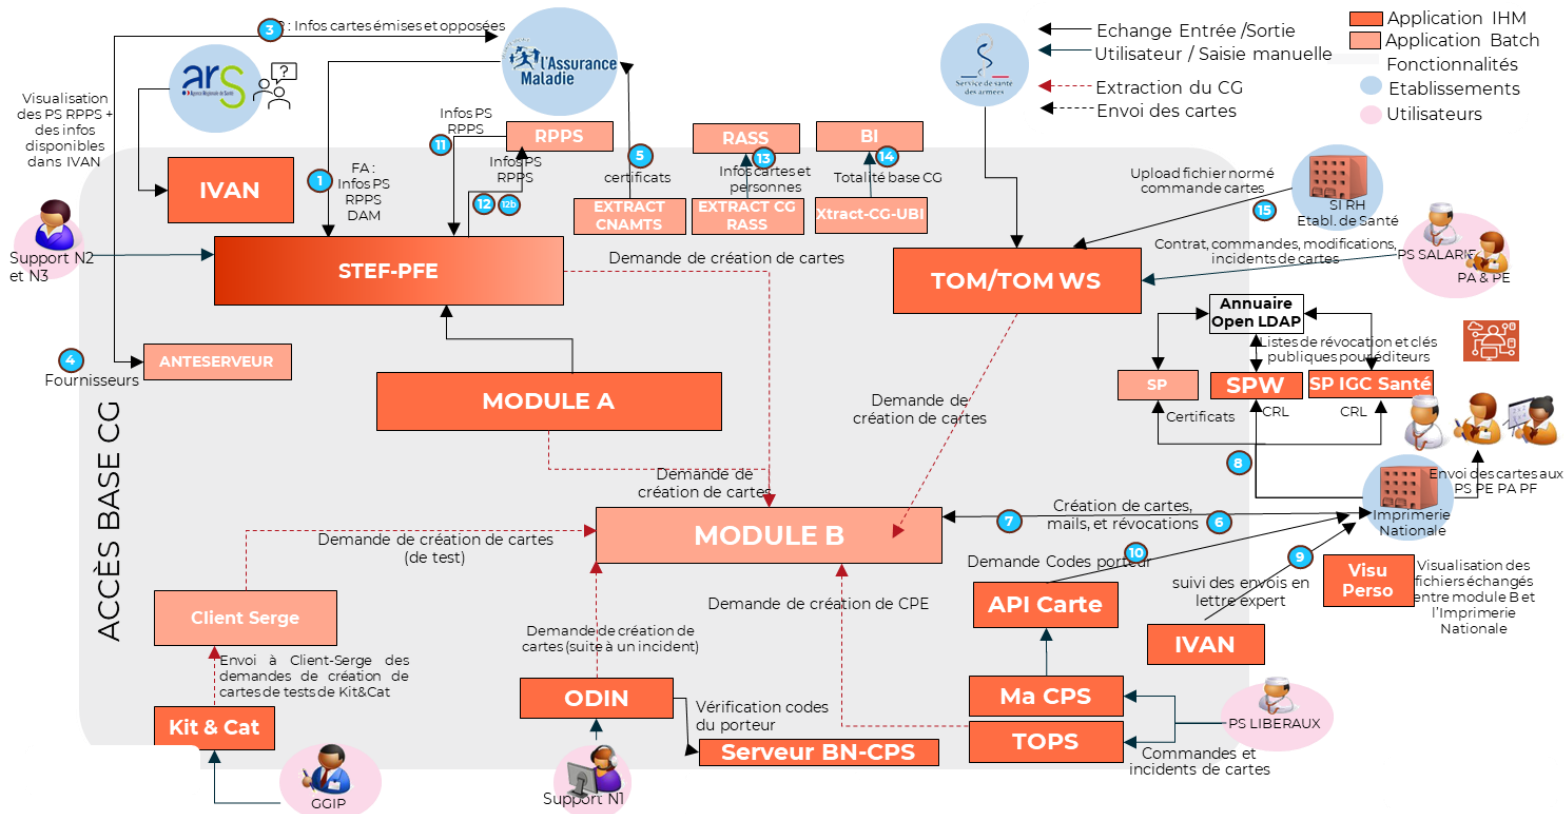 3
: Infos cartes émises et opposées
ars
Agence Régionale de Santé
?
l'Assurance
Maladie
Service de santé
des armées
Echange Entrée /Sortie
Utilisateur / Saisie manuelle
Extraction du CG
Envoi des cartes
Application IHM
Application Batch
Fonctionnalités
Etablissements
Utilisateurs
Visualisation
des PS RPPS +
des infos
disponibles
dans IVAN
IVAN
1
FA :
Infos PS
RPPS
DAM
Infos PS
RPPS
11
RPPS
Infos PS
RPPS
12
12b
5
certificats
EXTRACT
CNAMTS
RASS
13
Infos cartes et
personnes
EXTRACT CG
RASS
BI
14
Totalité base CG
Xtract-CG-UBI
Upload fichier normé
commande cartes
15
SI RH
Etabl. de Santé
Contrat, commandes, modifications,
incidents de cartes
PS SALARIE
PA & PE
Support N2
et N3
STEF-PFE
Demande de création de cartes
TOM/TOM WS
Annuaire
Open LDAP
Listes de révocation et clés
publiques pour éditeurs
4
Fournisseurs
ANTESERVEUR
MODULE A
Demande de
création de cartes
SP
SPW
SP IGC Santé
Certificats
CRL
CRL
8
ACCÈS BASE CG
Demande de
création de cartes
Envoi des cartes aux
PS PE PA PF
MODULE B
7
Création de cartes,
mails, et révocations
6
Imprimerie
Nationale
Demande de création de cartes
(de test)
10
Demande Codes porteur
9
suivi des envois en
lettre expert
Visu
Perso
Visualisation des
fichiers échangés
entre module B et
l'Imprimerie
Nationale
Client Serge
Demande de création de CPE
API Carte
Demande de création de
cartes (suite à un incident)
IVAN
Envoi à Client-Serge des
demandes de création de
cartes de tests de Kit&Cat
ODIN
Vérification codes
du porteur
Ma CPS
PS LIBERAUX
Kit & Cat
Serveur BN-CPS
TOPS
Commandes et
incidents de cartes
GGIP
Support N1